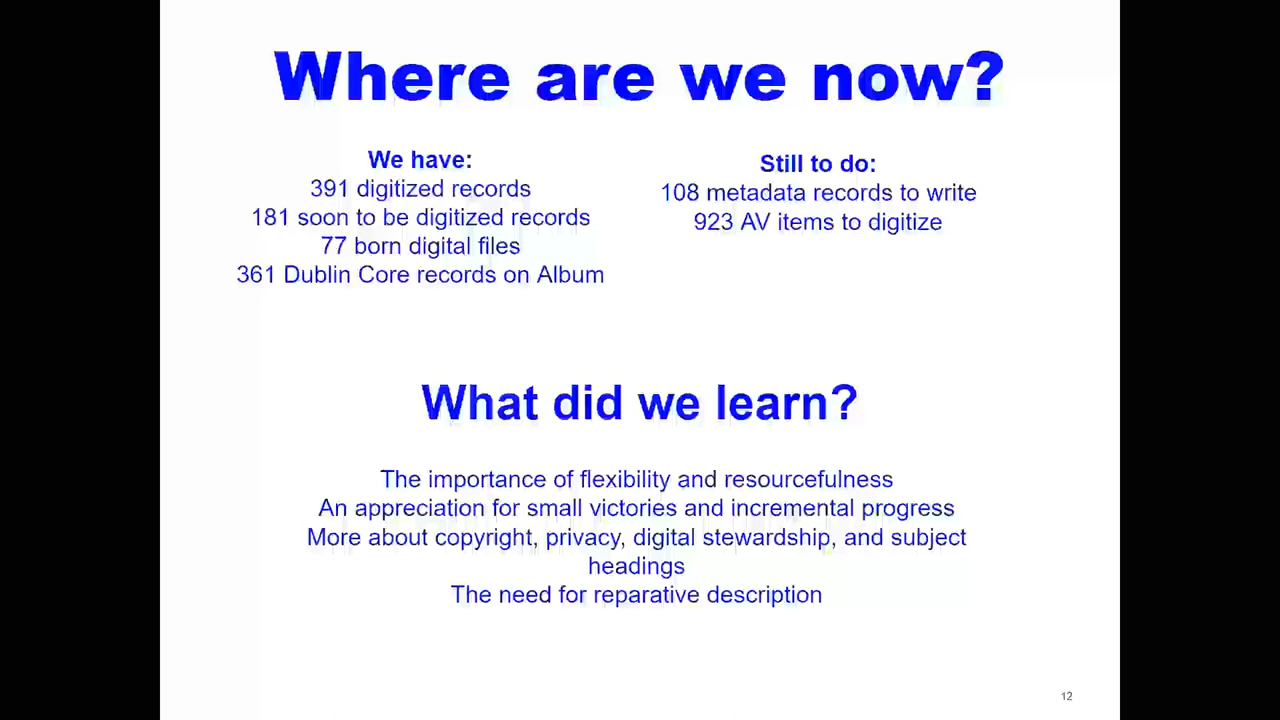 Where are we now?
We have:
391 digitized records
181 soon to be digitized records
77 born digital files
361 Dublin Core records on Album
Still to do:
108 metadata records to write
923 AV items to digitize
What did we learn?
The importance of flexibility and resourcefulness
An appreciation for small victories and incremental progress
More about copyright, privacy, digital stewardship, and subject
headings
The need for reparative description
12